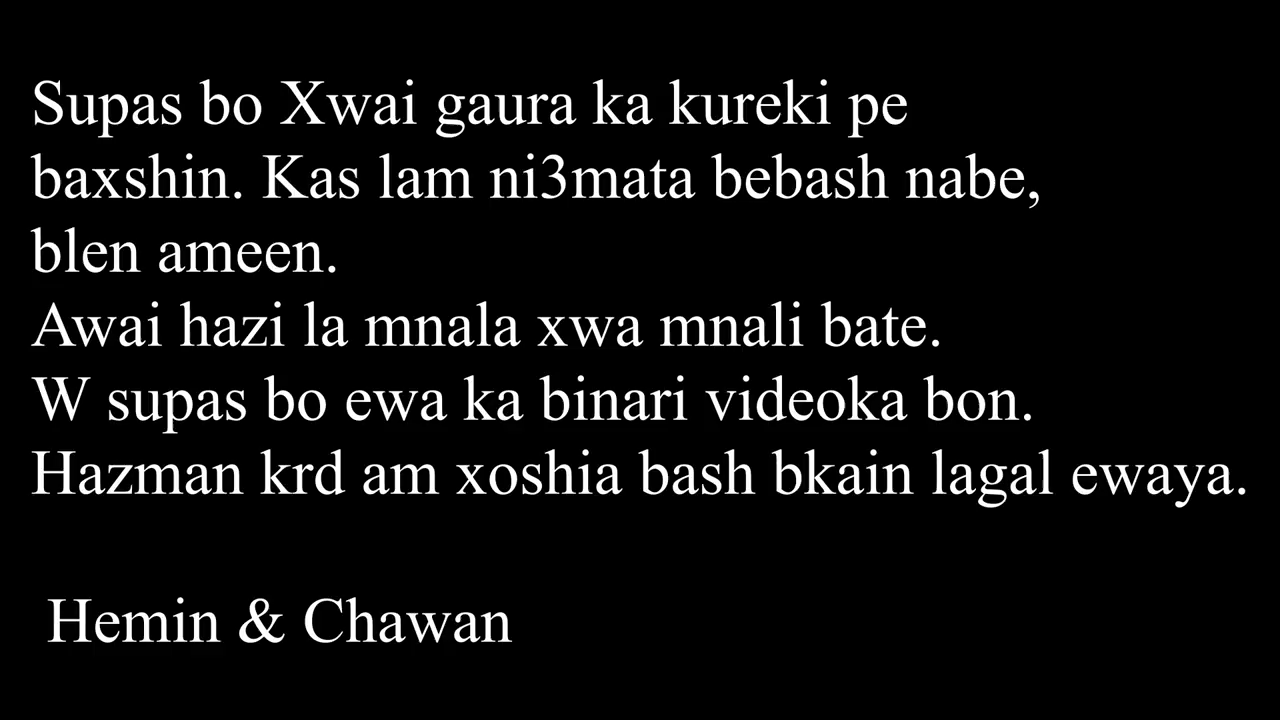 Supas bo Xwai gaura ka kureki pe
baxshin. Kas lam ni3mata bebash nabe,
blen ameen.
Awai hazi la mnala xwa mnali bate.
W supas bo ewa ka binari videoka bon.
Hazman krd am xoshia bash bkain lagal ewaya.
Hemin & Chawan